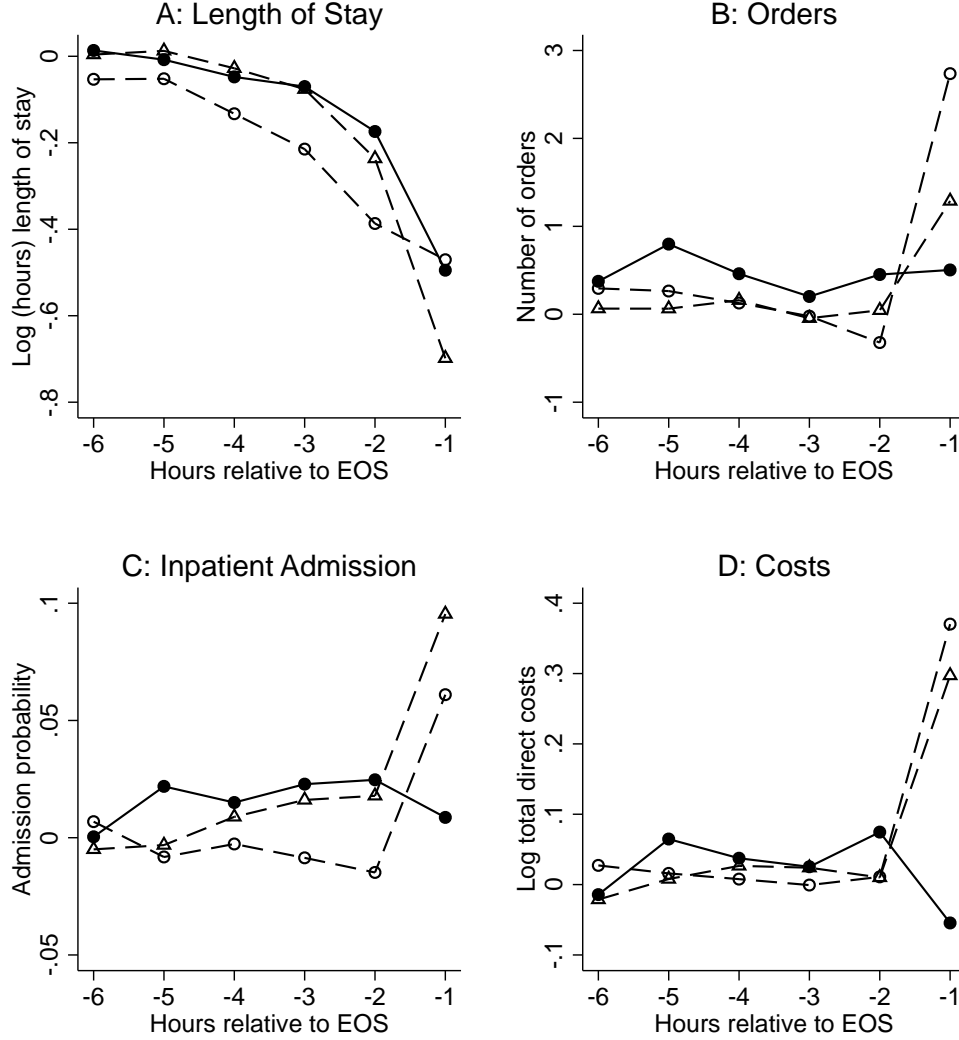 A: Length of Stay
Log (hours) length of stay
0
-.2
-.4
-.6
-.8
-6 -5 -4 -3 -2 -1
Hours relative to EOS
B: Orders
Number of orders
3
2
1
0
-1
-6 -5 -4 -3 -2 -1
Hours relative to EOS
C: Inpatient Admission
Admission probability
.1
.05
0
-.05
-6 -5 -4 -3 -2 -1
Hours relative to EOS
D: Costs
Log total direct costs
.4
.3
.2
.1
0
-.1
-6 -5 -4 -3 -2 -1
Hours relative to EOS